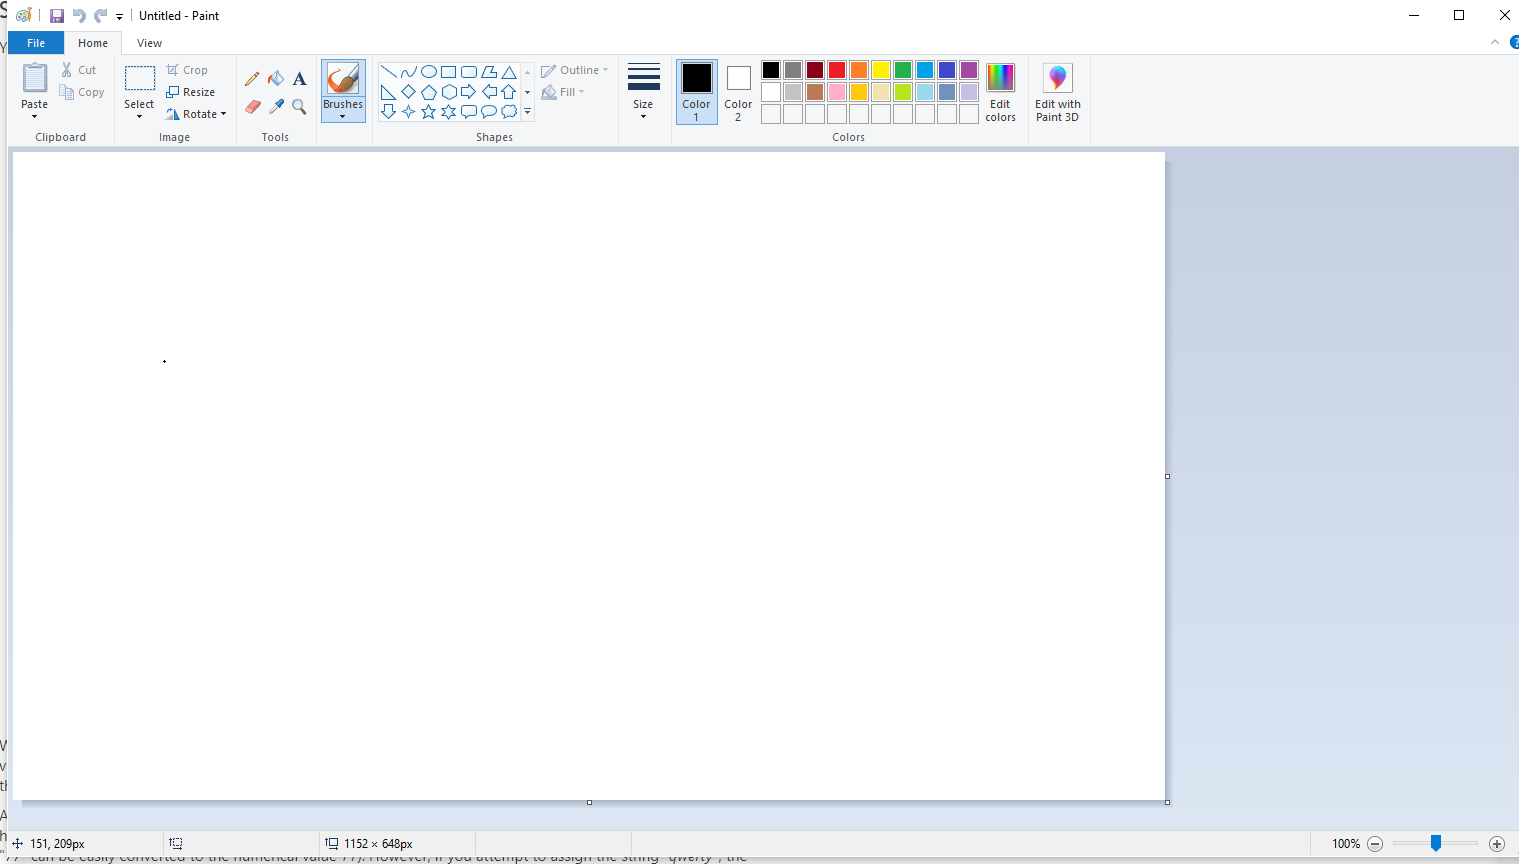 Untitled - Paint
File Home View
Paste
Cut
Copy
Clipboard
Select
Crop
Resize
Rotate
Image
A
Tools
Brushes
Shapes
Outline
Fill
Size
Color
1
Color
2
Edit
colors
Colors
Edit with
Paint 3D
151, 209px
1152 × 648px
100%
can be easily converted to the numerical value 77). However, if you attempt to assign the string "qwerty", the